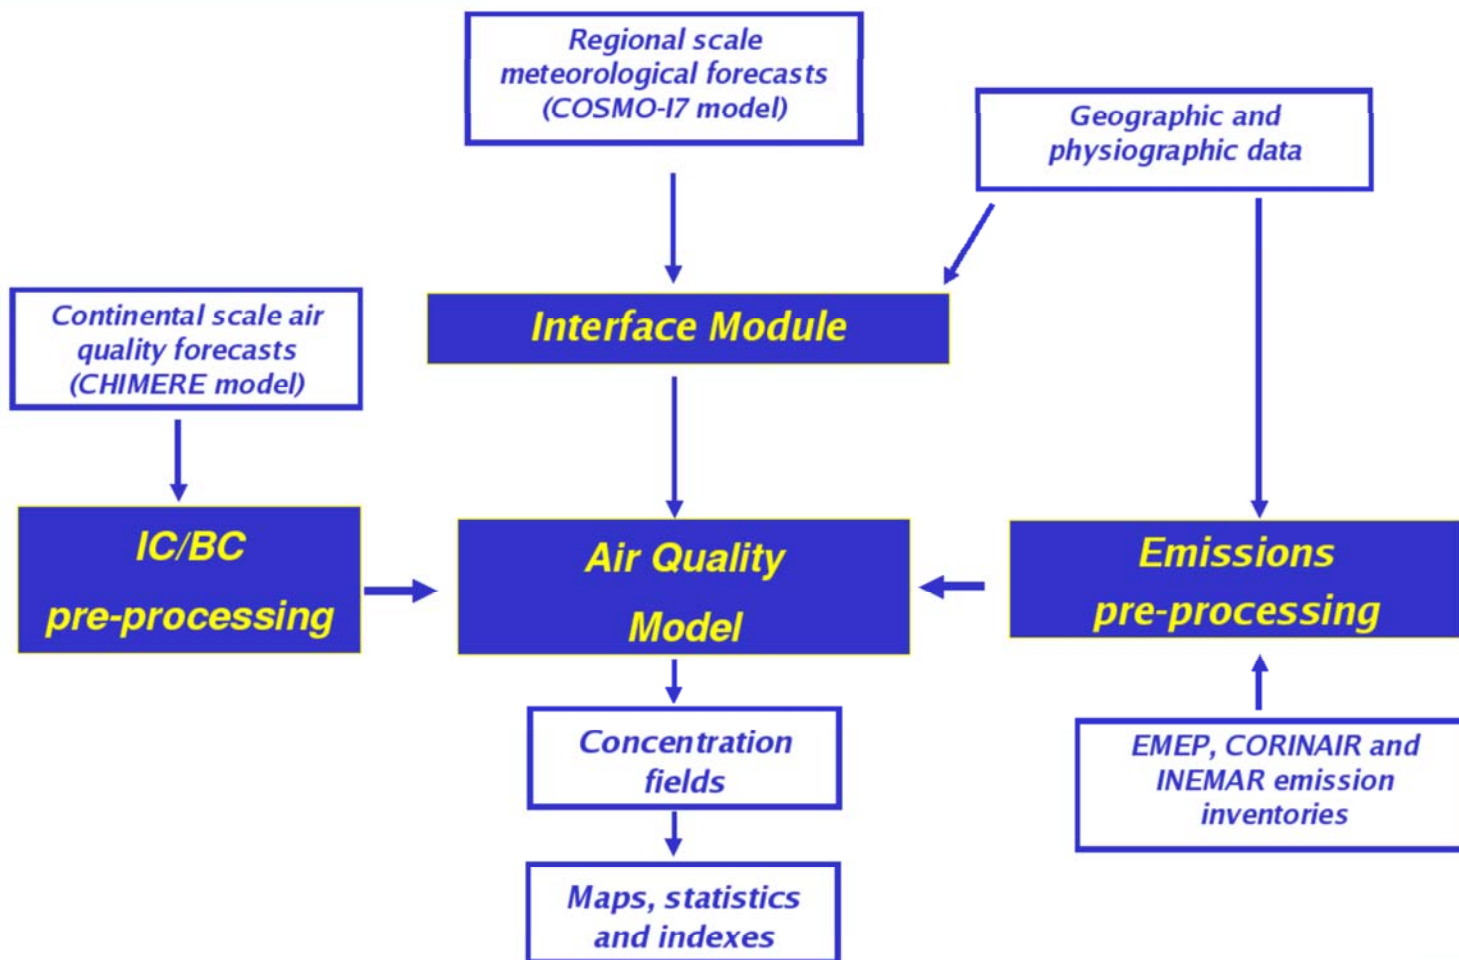 Regional scale
meteorological forecasts
(COSMO-I7 model)
Geographic and
physiographic data
Interface Module
Continental scale air
quality forecasts
(CHIMERE model)
IC/BC
pre-processing
Air Quality
Model
Emissions
pre-processing
Concentration
fields
EMEP, CORINAIR and
INEMAR emission
inventories
Maps, statistics
and indexes